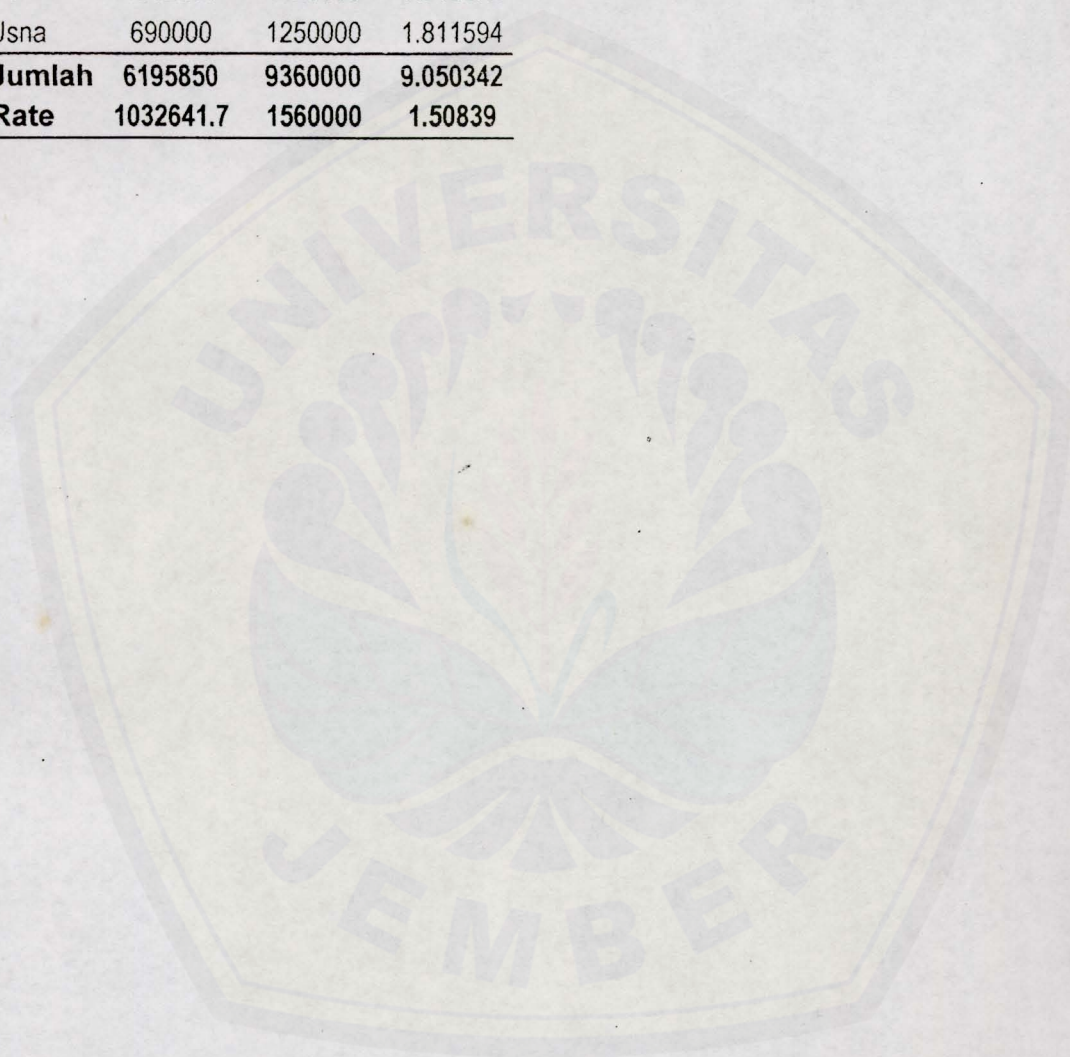 Usna 690000 1250000 1.811594
Jumlah 6195850 9360000 9.050342
Rate 1032641.7 1560000 1.50839
UNIVERSITAS
JEMBER